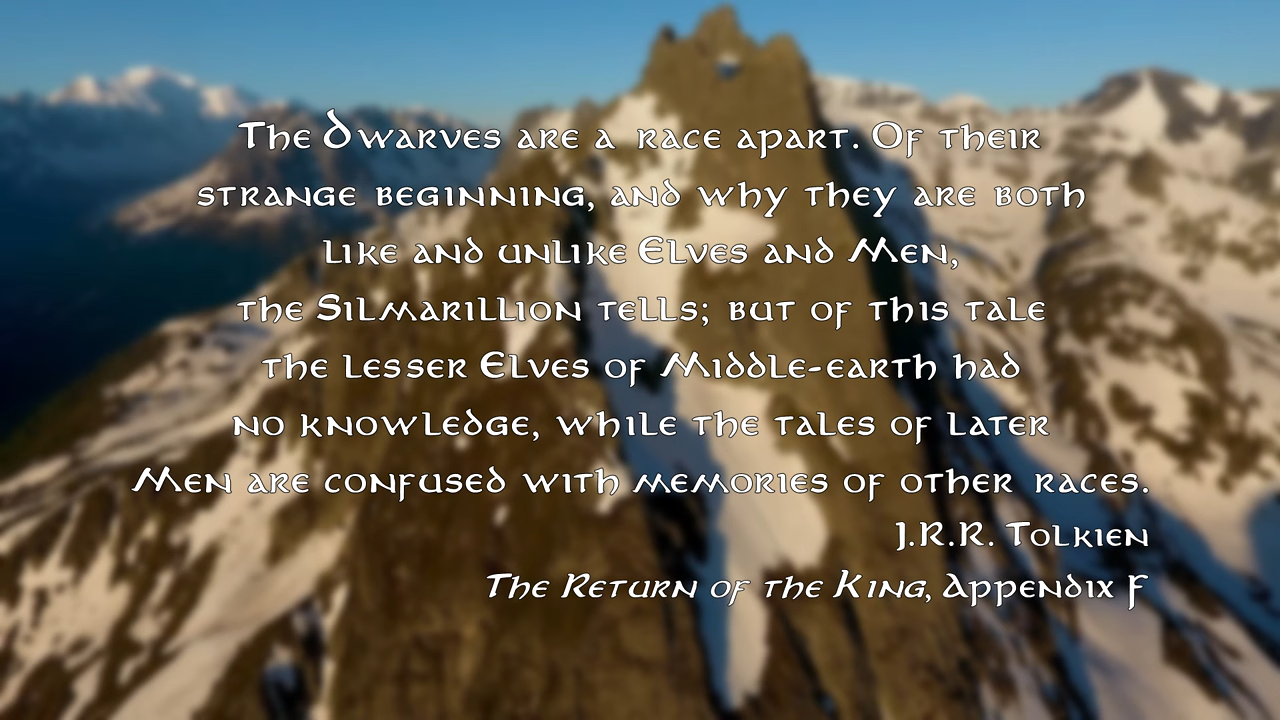 The Dwarves are a race apart. Of their
strange beginning, and why they are both
like and unlike Elves and Men,
the Silmarillion tells; but of this tale
the lesser Elves of Middle-earth had
no knowledge, while the tales of later
Men are confused with memories of other races.
J.R.R. Tolkien
The Return of the King, Appendix F